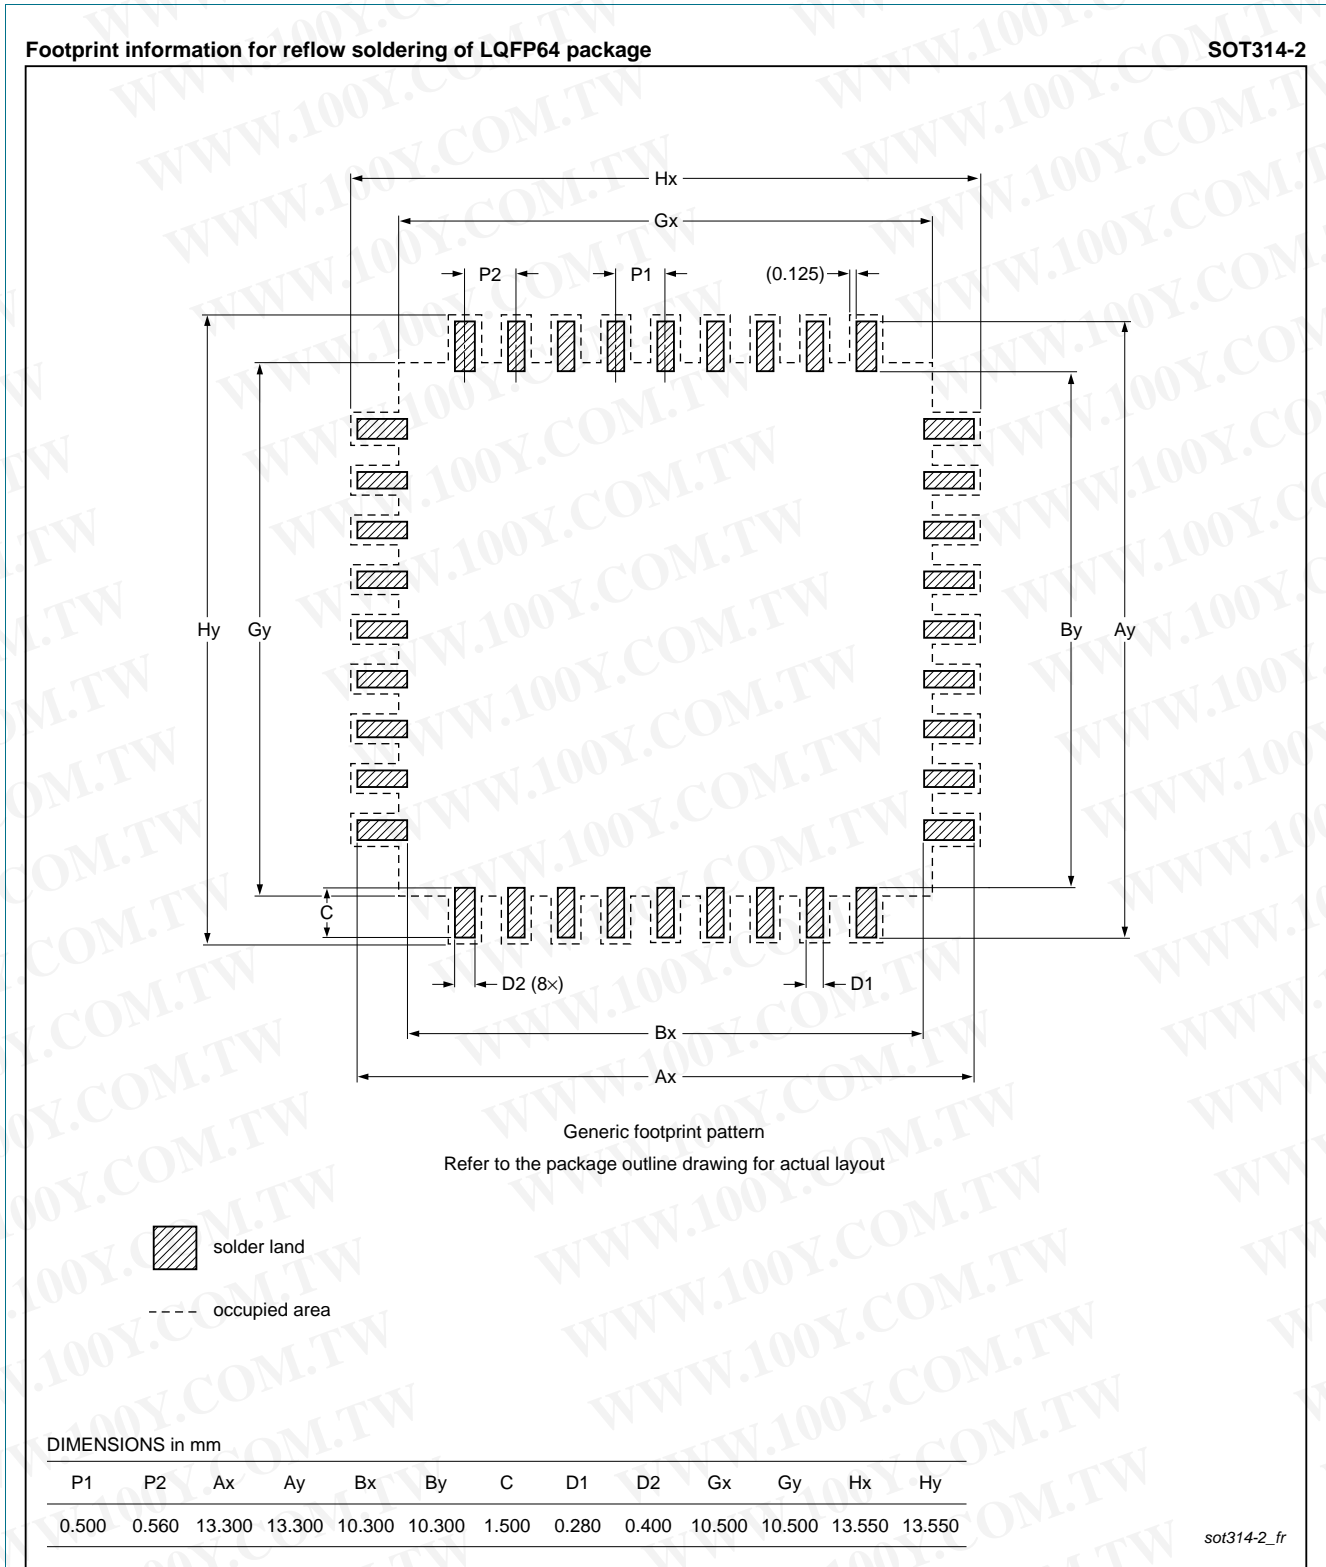 Footprint information for reflow soldering of LQFP64 package SOT314-2
Hx
Gx
P2 P1 (0.125)
Hy Gy By Ay
C
D2 (8×) D1
Bx
Ax
Generic footprint pattern
Refer to the package outline drawing for actual layout
solder land
occupied area
DIMENSIONS in mm
P1 P2 Ax Ay Bx By C D1 D2 Gx Gy Hx Hy
0.500 0.560 13.300 13.300 10.300 10.300 1.500 0.280 0.400 10.500 10.500 13.550 13.550
sot314-2_fr
WWW.100Y.COM.TW